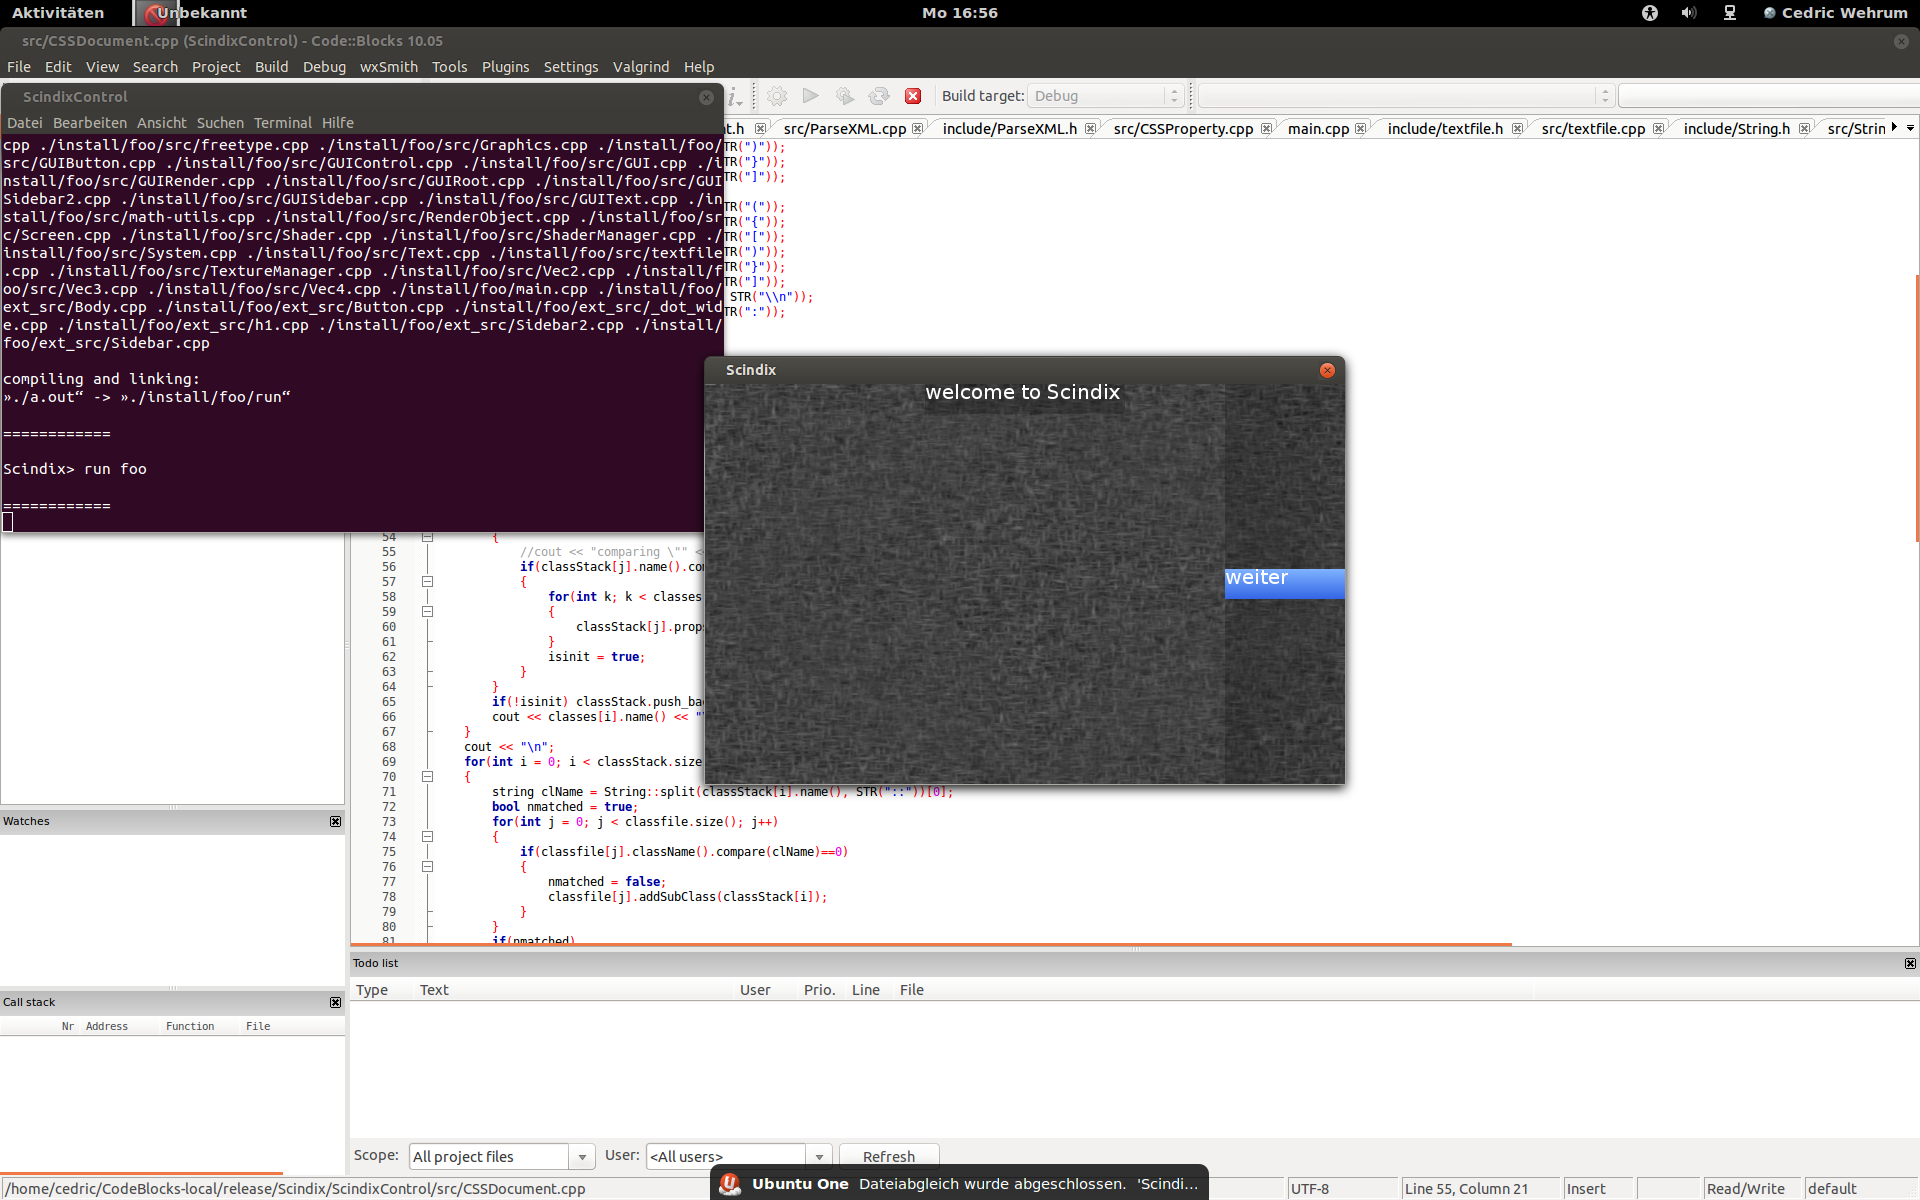 Aktivitäten
Unbekannt
Mo 16:56
Cedric Wehrum
src/CSSDocument.cpp (ScindixControl) - Code::Blocks 10.05
File Edit View Search Project Build Debug wxSmith Tools Plugins Settings Valgrind Help
ScindixControl
Build target: Debug
Datei Bearbeiten Ansicht Suchen Terminal Hilfe
t.h src/ParseXML.cpp include/ParseXML.h src/CSSProperty.cpp main.cpp include/textfile.h src/textfile.cpp include/String.h src/Strin
cpp ./install/foo/src/freetype.cpp ./install/foo/src/Graphics.cpp ./install/foo/
src/GUIButton.cpp ./install/foo/src/GUIControl.cpp ./install/foo/src/GUI.cpp ./i
nstall/foo/src/GUIRender.cpp ./install/foo/src/GUIRoot.cpp ./install/foo/src/GUI
Sidebar2.cpp ./install/foo/src/GUISidebar.cpp ./install/foo/src/GUIText.cpp ./in
stall/foo/src/math-utils.cpp ./install/foo/src/RenderObject.cpp ./install/foo/sr
c/Screen.cpp ./install/foo/src/Shader.cpp ./install/foo/src/ShaderManager.cpp ./
install/foo/src/System.cpp ./install/foo/src/Text.cpp ./install/foo/src/textfile
.cpp ./install/foo/src/TextureManager.cpp ./install/foo/src/Vec2.cpp ./install/f
oo/src/Vec3.cpp ./install/foo/src/Vec4.cpp ./install/foo/main.cpp ./install/foo/
ext_src/Body.cpp ./install/foo/ext_src/Button.cpp ./install/foo/ext_src/_dot_wid
e.cpp ./install/foo/ext_src/h1.cpp ./install/foo/ext_src/Sidebar2.cpp ./install/
foo/ext_src/Sidebar.cpp
compiling and linking:
»./a.out“ -> »./install/foo/run“
============
Scindix> run foo
============
TR(")"));
TR("}"));
TR("]"));
TR("("));
TR("{"));
TR("["));
TR(")"));
TR("}"));
TR("]"));
STR("\\n"));
TR(":"));
Scindix
welcome to Scindix
weiter
54 {
55 //cout << "comparing \"" <
56 if(classStack[j].name().co
57 {
58 for(int k; k < classes
59 {
60 classStack[j].prop
61 }
62 isinit = true;
63 }
64 }
65 if(!isinit) classStack.push_ba
66 cout << classes[i].name() << "
67 }
68 cout << "\n";
69 for(int i = 0; i < classStack.size
70 {
71 string clName = String::split(classStack[i].name(), STR("::"))[0];
72 bool nmatched = true;
73 for(int j = 0; j < classfile.size(); j++)
74 {
75 if(classfile[j].className().compare(clName)==0)
76 {
77 nmatched = false;
78 classfile[j].addSubClass(classStack[i]);
79 }
80 }
81 if(nmatched)
Watches
Call stack
Nr Address Function File
Todo list
Type Text User Prio. Line File
Scope: All project files User: <All users> Refresh
/home/cedric/CodeBlocks-local/release/Scindix/ScindixControl/src/CSSDocument.cpp
Ubuntu One Dateiabgleich wurde abgeschlossen. 'Scindi...
UTF-8 Line 55, Column 21 Insert Read/Write default